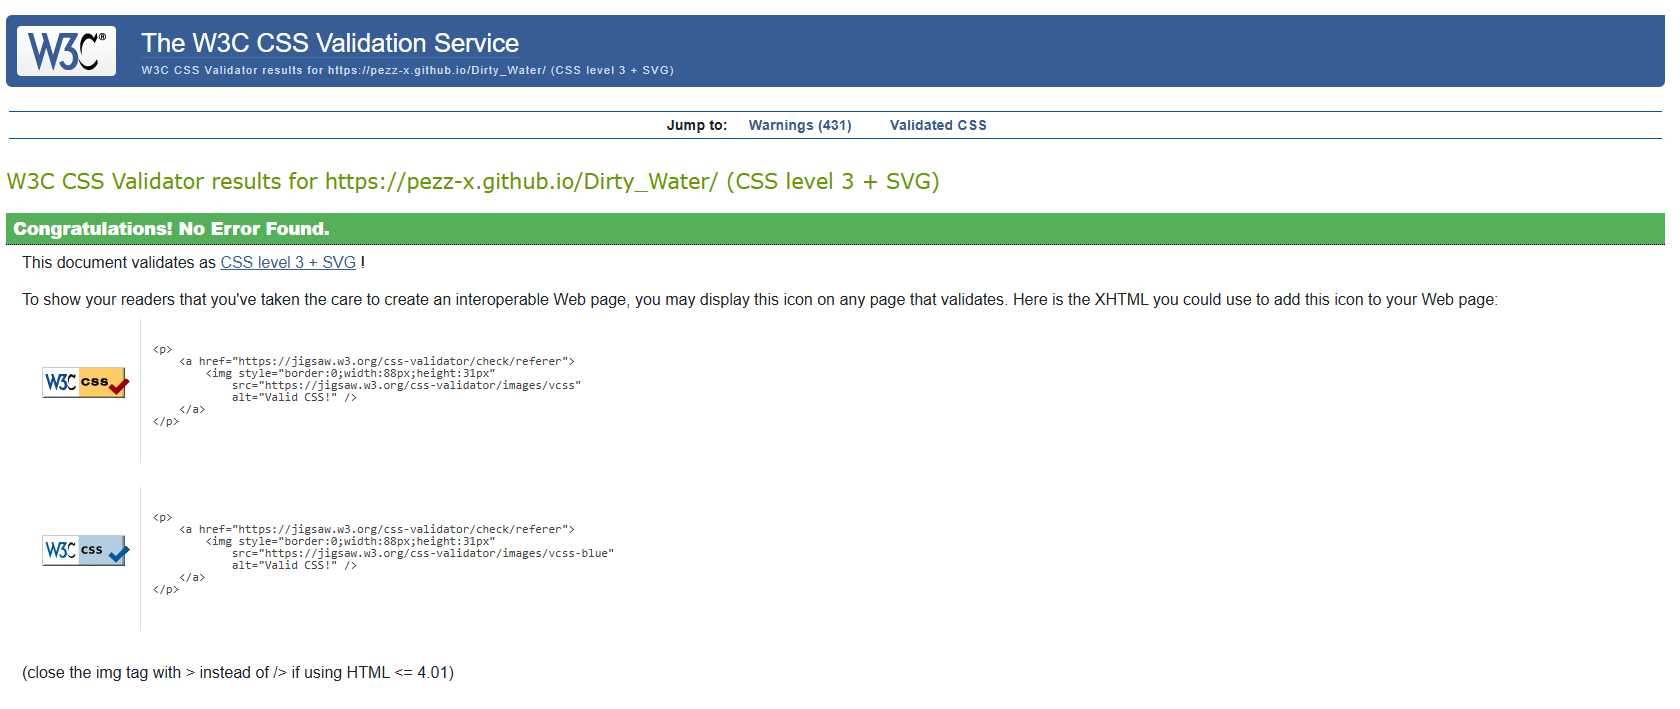 W3C®
The W3C CSS Validation Service
W3C CSS Validator results for https://pezz-x.github.io/Dirty_Water/ (CSS level 3 + SVG)
Jump to: Warnings (431) Validated CSS
W3C CSS Validator results for https://pezz-x.github.io/Dirty_Water/ (CSS level 3 + SVG)
Congratulations! No Error Found.
This document validates as CSS level 3 + SVG !
To show your readers that you've taken the care to create an interoperable Web page, you may display this icon on any page that validates. Here is the XHTML you could use to add this icon to your Web page:
W3C css
<p>
<a href="https://jigsaw.w3.org/css-validator/check/referer">
<img style="border:0;width:88px;height:31px"
src="https://jigsaw.w3.org/css-validator/images/vcss"
alt="Valid CSS!" />
</a>
</p>
W3C css
<p>
<a href="https://jigsaw.w3.org/css-validator/check/referer">
<img style="border:0;width:88px;height:31px"
src="https://jigsaw.w3.org/css-validator/images/vcss-blue"
alt="Valid CSS!" />
</a>
</p>
(close the img tag with > instead of /> if using HTML <= 4.01)